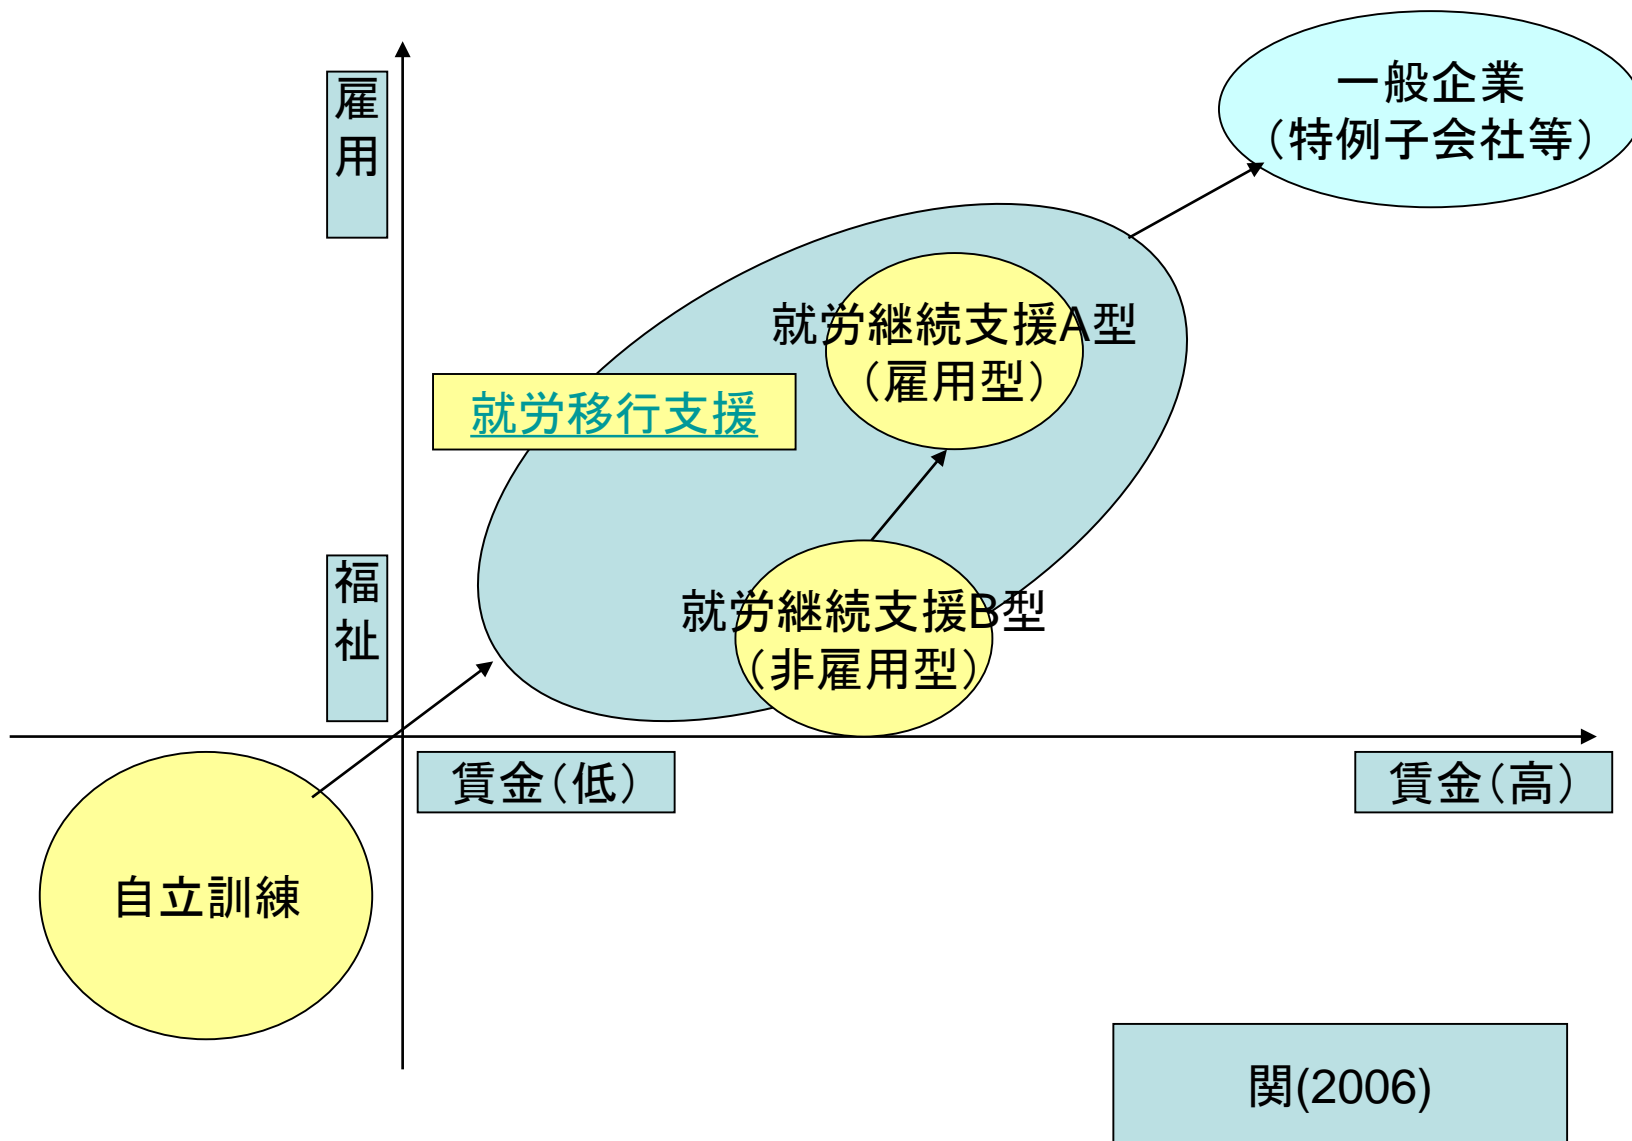 雇
用
一般企業
（特例子会社等）
就労継続支援A型
（雇用型）
就労移行支援
福
祉
就労継続支援B型
（非雇用型）
賃金（低）
賃金（高）
自立訓練
関(2006)